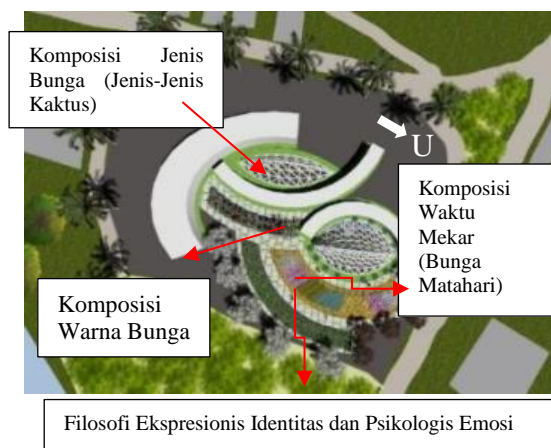 Komposisi Jenis
Bunga (Jenis-Jenis
Kaktus)
U
Komposisi
Waktu
Mekar
(Bunga
Matahari)
Komposisi
Warna Bunga
Filosofi Ekspresionis Identitas dan Psikologis Emosi